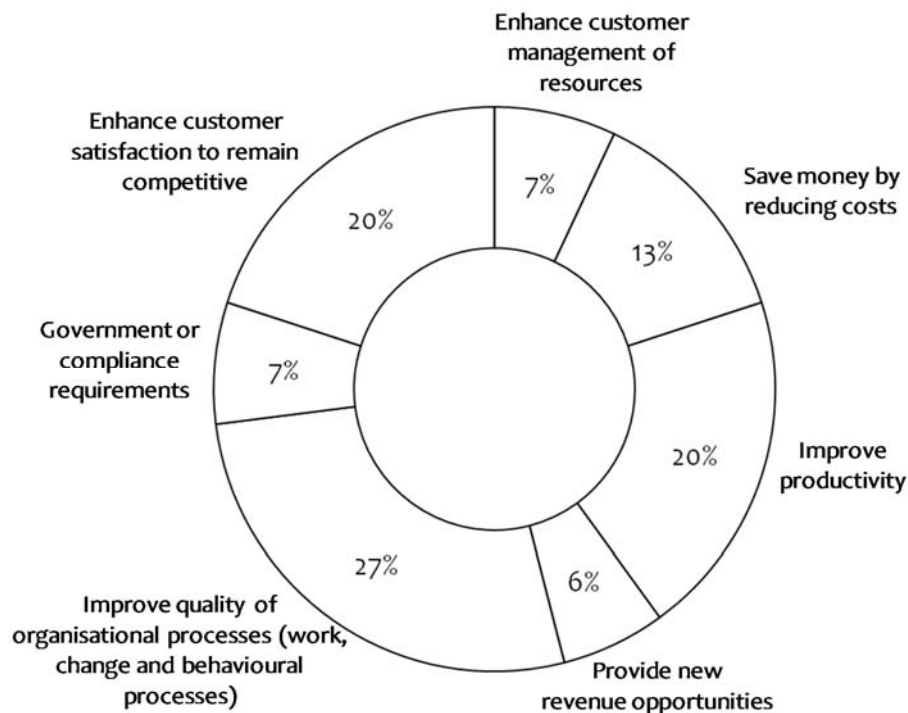 Enhance customer
management of
resources
7%
Save money by
reducing costs
13%
Improve
productivity
20%
Provide new
revenue opportunities
6%
Improve quality of
organisational processes (work,
change and behavioural
processes)
27%
Government or
compliance
requirements
7%
Enhance customer
satisfaction to remain
competitive
20%